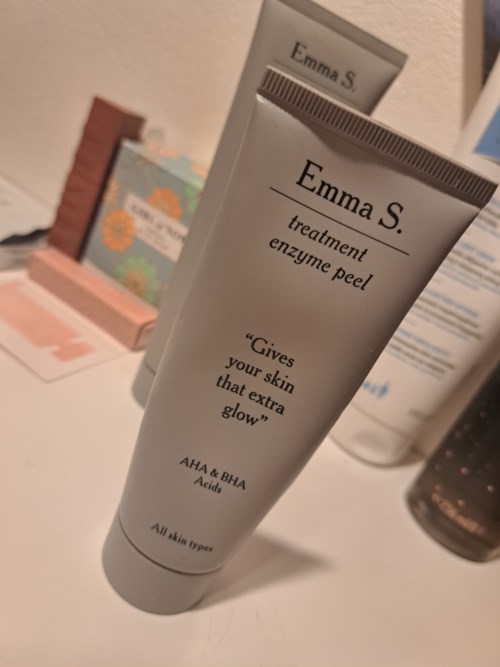 Emma S.
Emma S.
treatment
enzyme peel
“Gives
your skin
that extra
glow”
AHA & BHA
Acids
All skin types